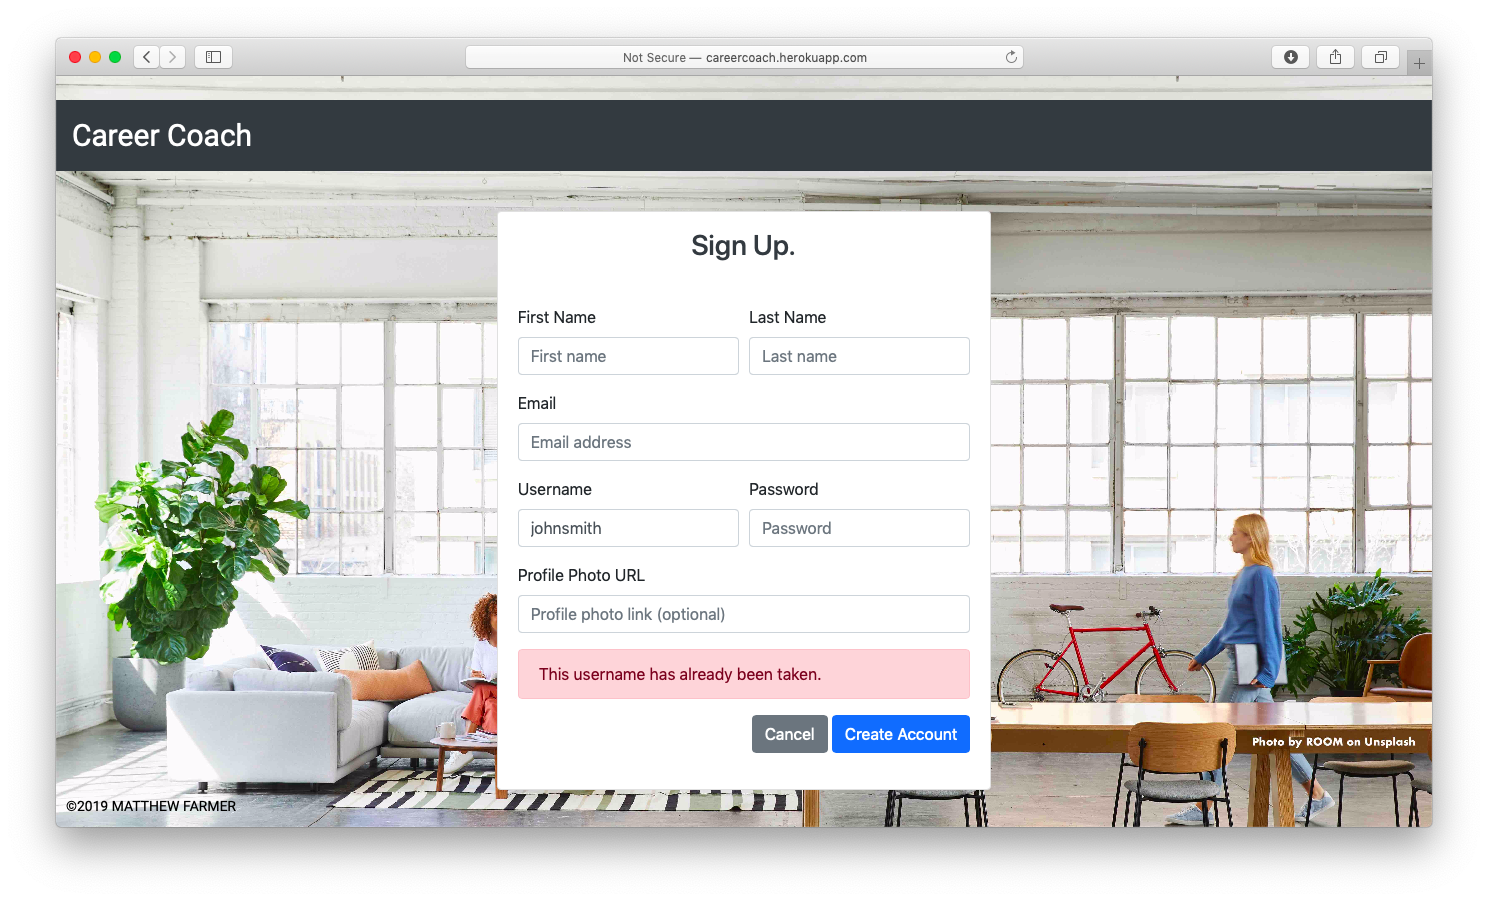 Not Secure — careercoach.herokuapp.com
Career Coach
Sign Up.
First Name Last Name
First name Last name
Email
Email address
Username Password
johnsmith Password
Profile Photo URL
Profile photo link (optional)
This username has already been taken.
Cancel Create Account
Photo by ROOM on Unsplash
©2019 MATTHEW FARMER